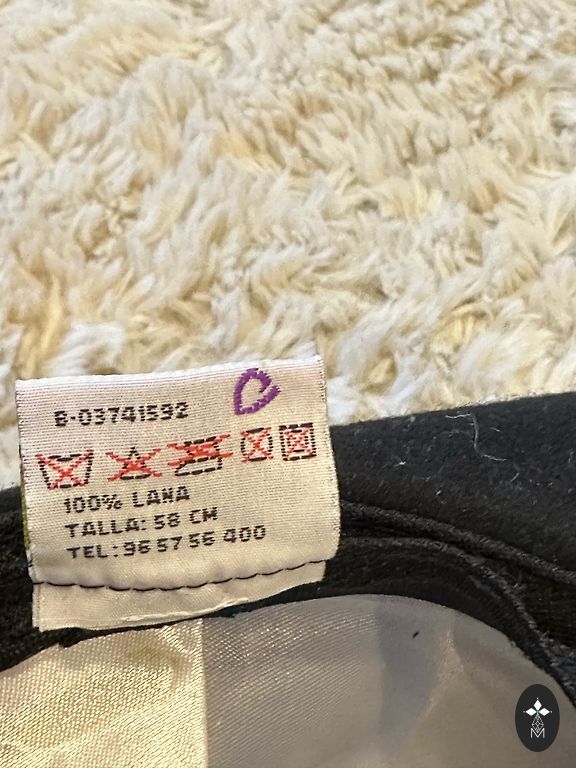 B-03741592
C
100% LANA
TALLA: 58 CM
TEL: 96 57 56 400
M